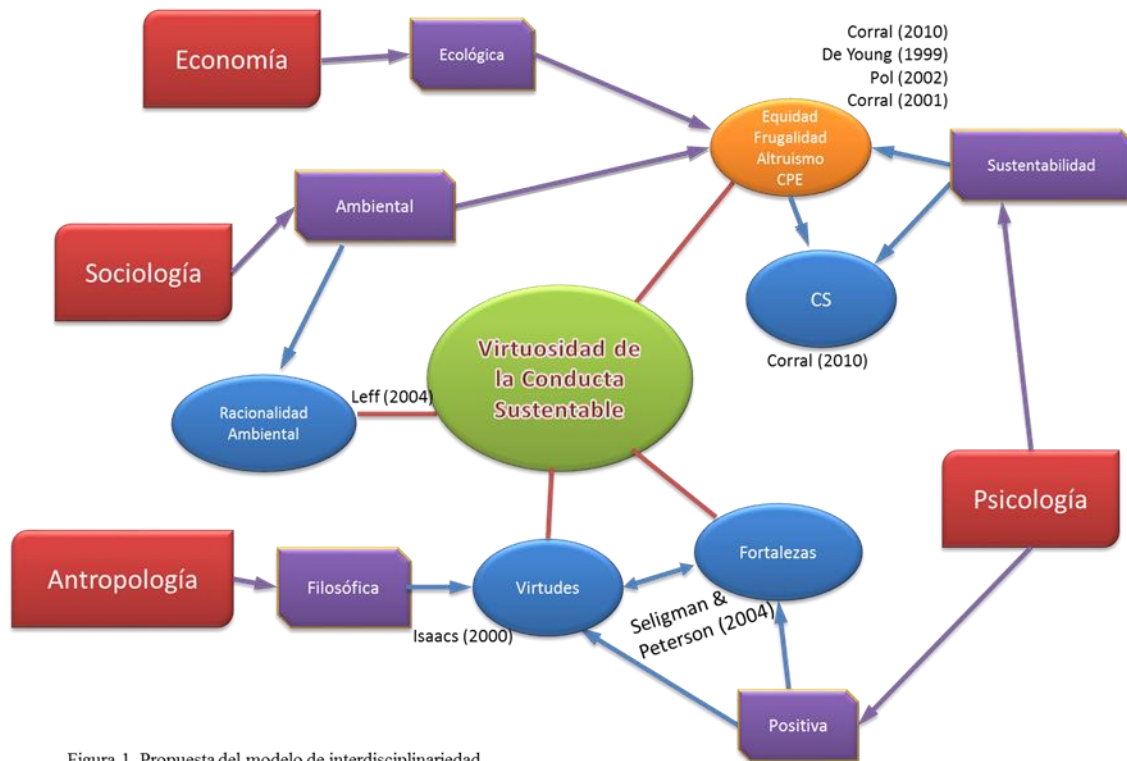 Economía
Ecológica
Corral (2010)
De Young (1999)
Pol (2002)
Corral (2001)
Equidad
Frugalidad
Altruismo
CPE
Sustentabilidad
Ambiental
Sociología
CS
Corral (2010)
Virtuosidad de
la Conducta
Sustentable
Leff (2004)
Racionalidad
Ambiental
Psicología
Antropología
Filosófica
Virtudes
Fortalezas
Isaacs (2000)
Seligman &
Peterson (2004)
Positiva
Figura 1. Propuesta del modelo de interdisciplinariedad